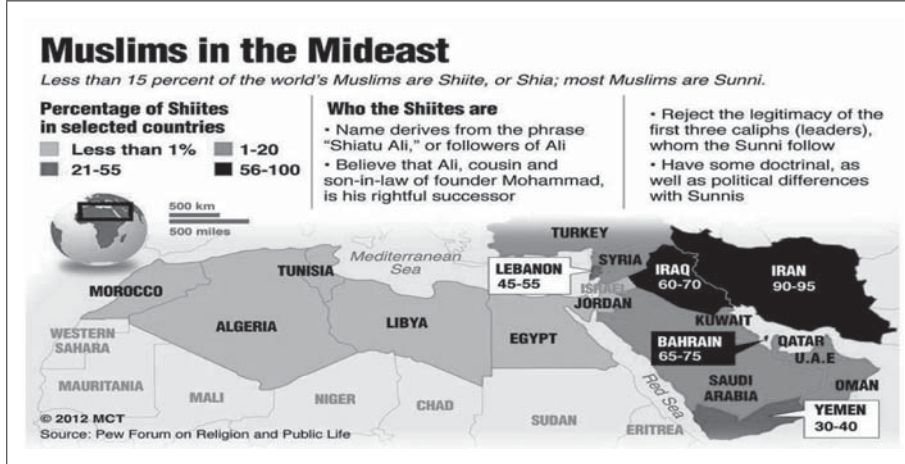 Muslims in the Mideast
Less than 15 percent of the world's Muslims are Shiite, or Shia; most Muslims are Sunni.
Percentage of Shiites
in selected countries
Less than 1%
1-20
21-55
56-100
Who the Shiites are
• Name derives from the phrase
"Shiatu Ali," or followers of Ali
• Believe that Ali, cousin and
son-in-law of founder Mohammad,
is his rightful successor
• Reject the legitimacy of the
first three caliphs (leaders),
whom the Sunni follow
• Have some doctrinal, as
well as political differences
with Sunnis
500 km
500 miles
TURKEY
Mediterranean
Sea
TUNISIA
LEBANON
45-55
SYRIA
IRAQ
60-70
IRAN
90-95
ISRAEL
JORDAN
MOROCCO
ALGERIA
LIBYA
EGYPT
KUWAIT
BAHRAIN
65-75
QATAR
U.A.E
WESTERN
SAHARA
MAURITANIA
MALI
NIGER
CHAD
SUDAN
Red Sea
ERITREA
SAUDI
ARABIA
OMAN
YEMEN
30-40
© 2012 MCT
Source: Pew Forum on Religion and Public Life